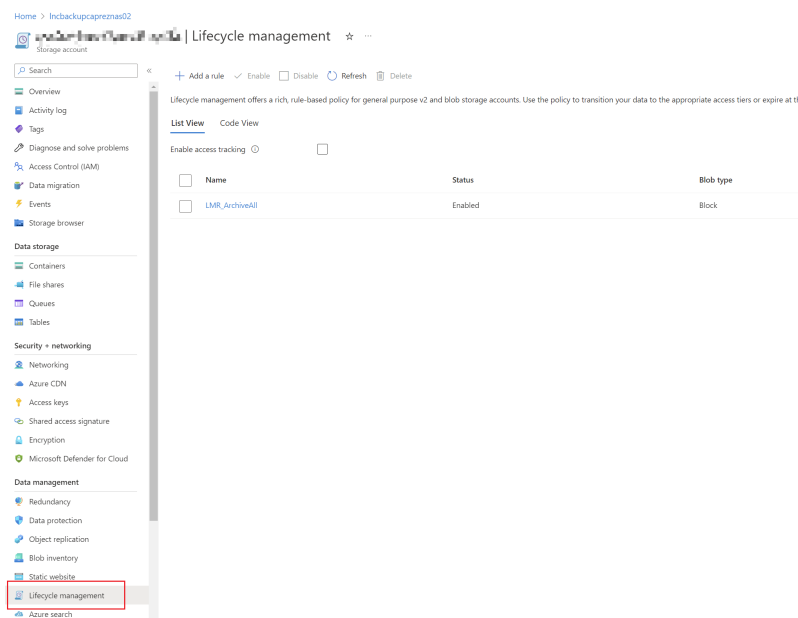 Home > lncbackupcapreznas02
| Lifecycle management
Storage account
Search
Overview
Activity log
Tags
Diagnose and solve problems
Access Control (IAM)
Data migration
Events
Storage browser
Data storage
Containers
File shares
Queues
Tables
Security + networking
Networking
Azure CDN
Access keys
Shared access signature
Encryption
Microsoft Defender for Cloud
Data management
Redundancy
Data protection
Object replication
Blob inventory
Static website
Lifecycle management
Azure search
Add a rule Enable Disable Refresh Delete
Lifecycle management offers a rich, rule-based policy for general purpose v2 and blob storage accounts. Use the policy to transition your data to the appropriate access tiers or expire at
List View Code View
Enable access tracking
Name Status Blob type
LMR_ArchiveAll Enabled Block